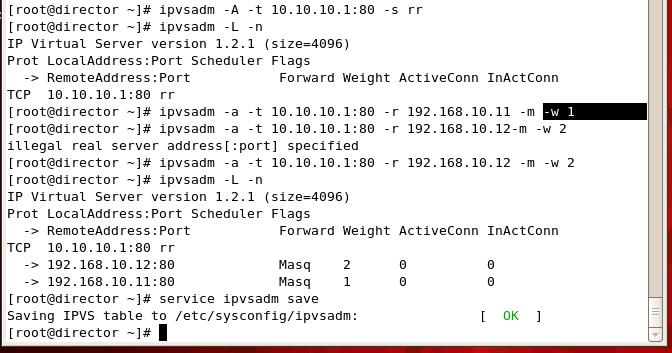 [root@director ~]# ipvsadm -A -t 10.10.10.1:80 -s rr
[root@director ~]# ipvsadm -L -n
IP Virtual Server version 1.2.1 (size=4096)
Prot LocalAddress:Port Scheduler Flags
  -> RemoteAddress:Port           Forward Weight ActiveConn InActConn
TCP  10.10.10.1:80 rr
[root@director ~]# ipvsadm -a -t 10.10.10.1:80 -r 192.168.10.11 -m -w 1
[root@director ~]# ipvsadm -a -t 10.10.10.1:80 -r 192.168.10.12-m -w 2
illegal real server address[:port] specified
[root@director ~]# ipvsadm -a -t 10.10.10.1:80 -r 192.168.10.12 -m -w 2
[root@director ~]# ipvsadm -L -n
IP Virtual Server version 1.2.1 (size=4096)
Prot LocalAddress:Port Scheduler Flags
  -> RemoteAddress:Port           Forward Weight ActiveConn InActConn
TCP  10.10.10.1:80 rr
  -> 192.168.10.12:80             Masq    2      0          0
  -> 192.168.10.11:80             Masq    1      0          0
[root@director ~]# service ipvsadm save
Saving IPVS table to /etc/sysconfig/ipvsadm:               [  OK  ]
[root@director ~]#